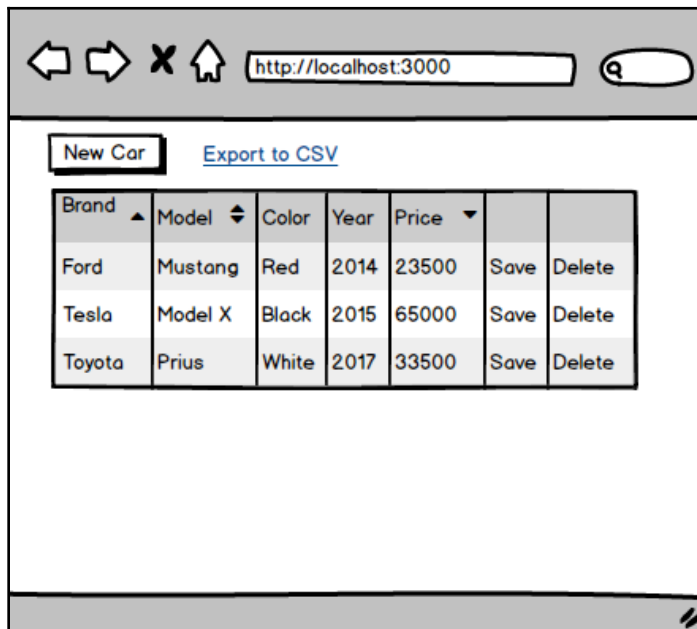 http://localhost:3000
New Car Export to CSV
Brand Model Color Year Price
Ford Mustang Red 2014 23500 Save Delete
Tesla Model X Black 2015 65000 Save Delete
Toyota Prius White 2017 33500 Save Delete